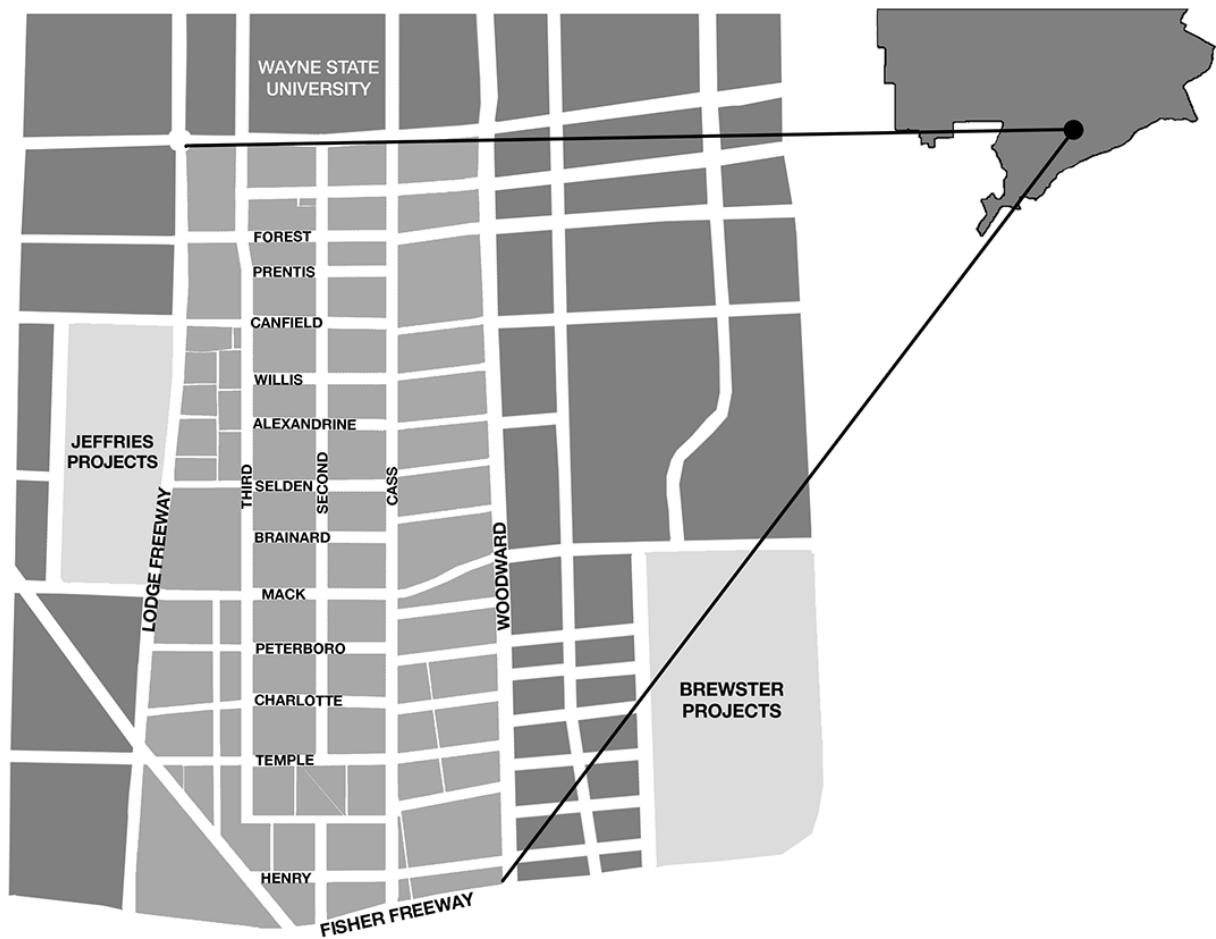 WAYNE STATE
UNIVERSITY
FOREST
PRENTIS
CANFIELD
WILLIS
ALEXANDRINE
JEFFRIES
PROJECTS
THIRD
SECOND
CASS
SELDEN
LODGE FREEWAY
BRAINARD
WOODWARD
MACK
PETERBORO
CHARLOTTE
BREWSTER
PROJECTS
TEMPLE
HENRY
FISHER FREEWAY